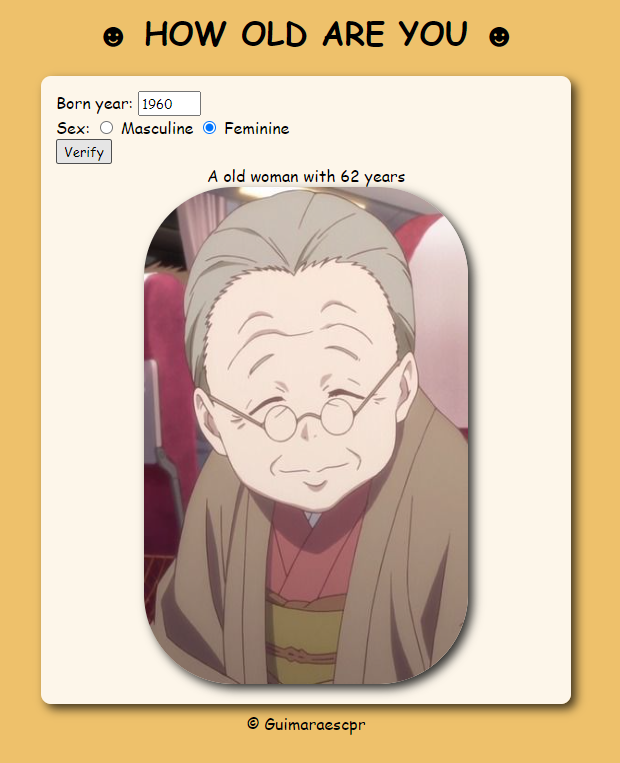 ☻ HOW OLD ARE YOU ☻
Born year: 1960
Sex: Masculine Feminine
Verify
A old woman with 62 years
© Guimaraescpr